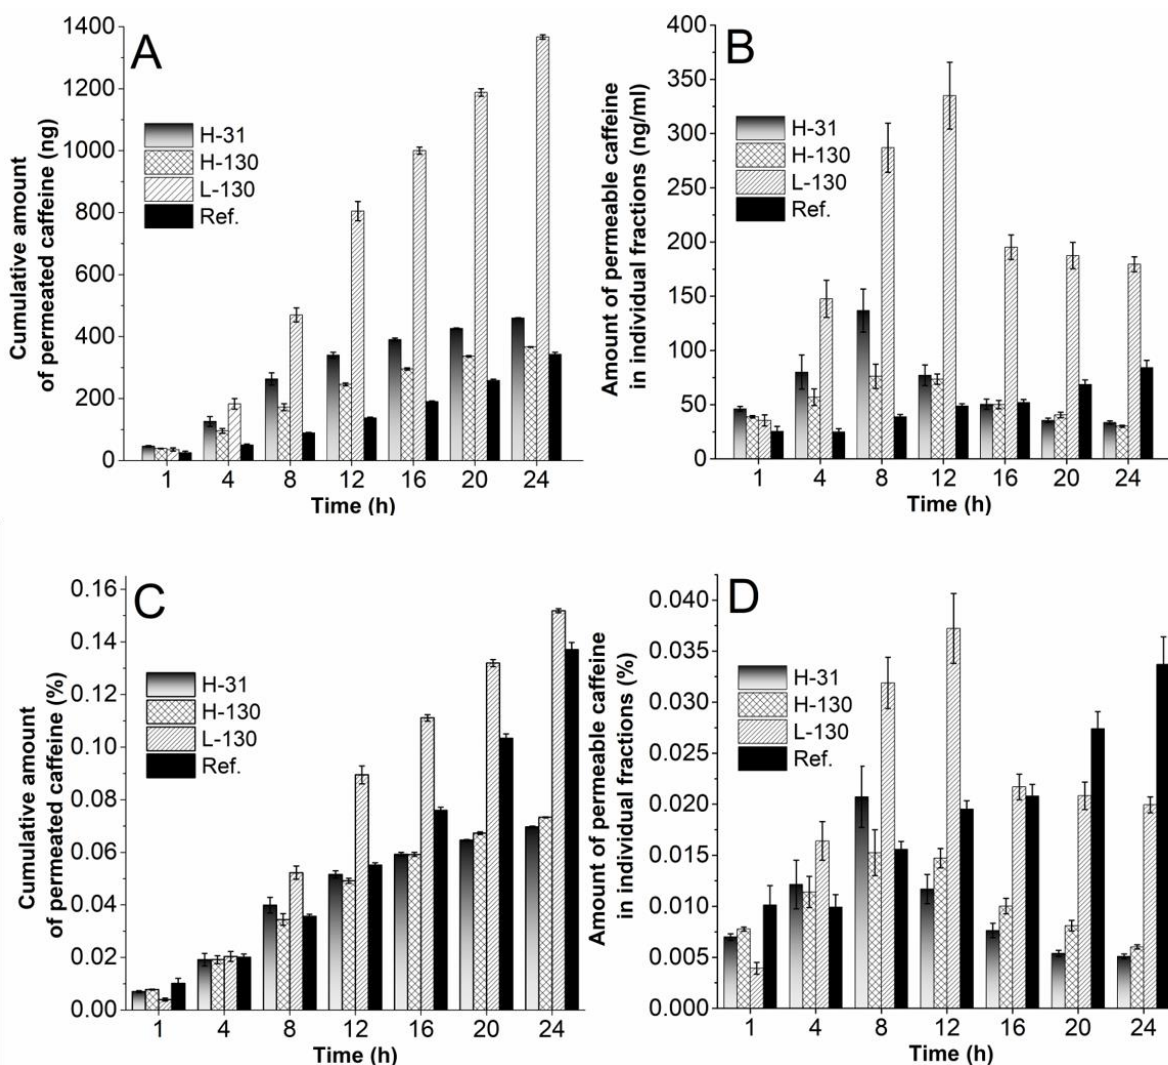 A
Cumulative amount
of permeated caffeine (ng)
1400
1200
1000
800
600
400
200
0
H-31
H-130
L-130
Ref.
1 4 8 12 16 20 24
Time (h)
B
Amount of permeable caffeine
in individual fractions (ng/ml)
400
350
300
250
200
150
100
50
0
H-31
H-130
L-130
Ref.
1 4 8 12 16 20 24
Time (h)
C
Cumulative amount
of permeated caffeine (%)
0.16
0.14
0.12
0.10
0.08
0.06
0.04
0.02
0.00
H-31
H-130
L-130
Ref.
1 4 8 12 16 20 24
Time (h)
D
Amount of permeable caffeine
in individual fractions (%)
0.040
0.035
0.030
0.025
0.020
0.015
0.010
0.005
0.000
H-31
H-130
L-130
Ref.
1 4 8 12 16 20 24
Time (h)